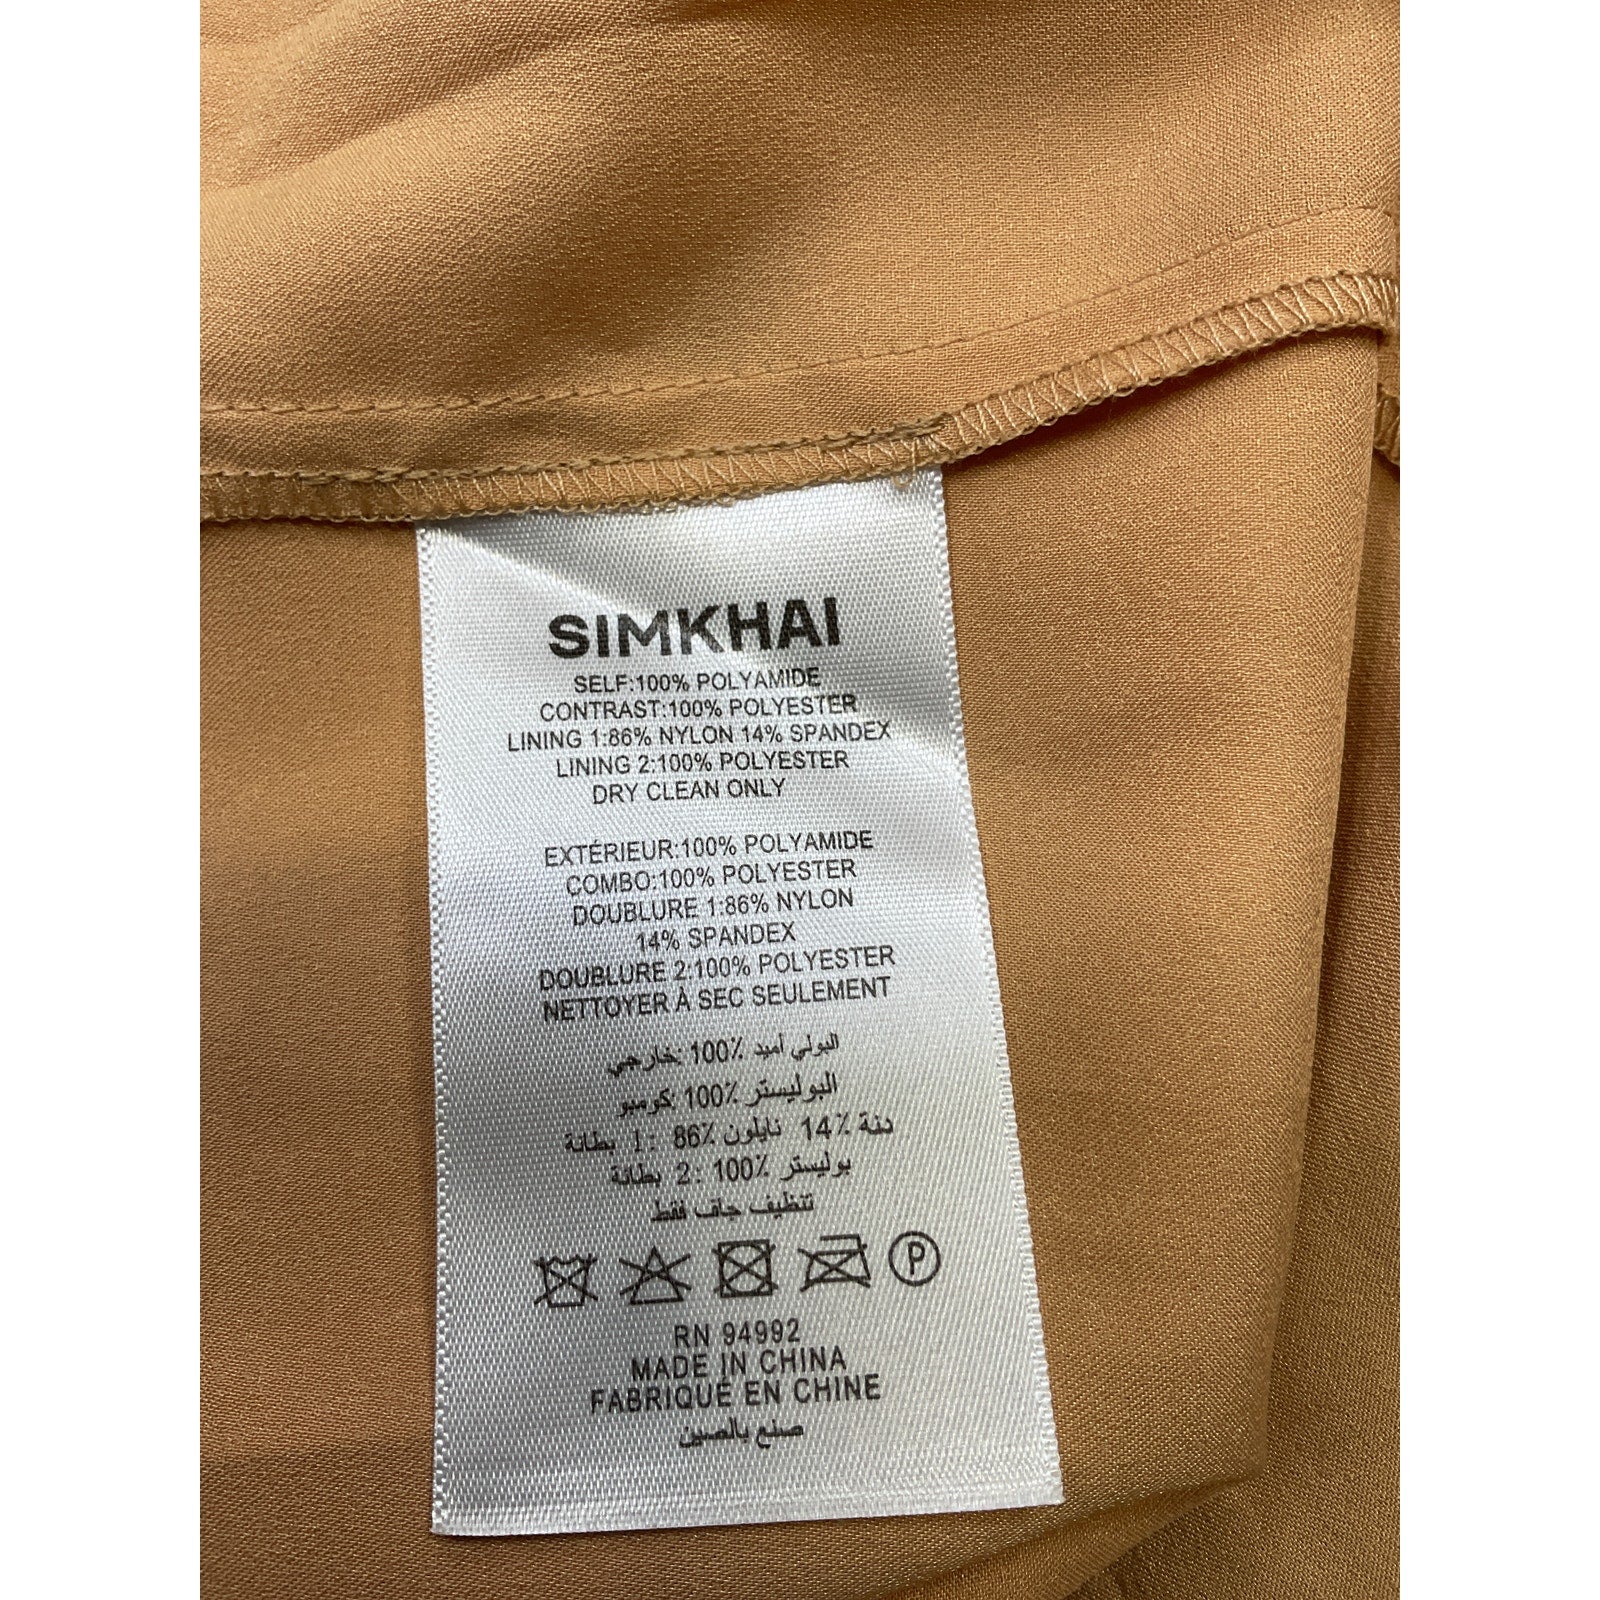 SIMKHAI
SELF:100% POLYAMIDE
CONTRAST:100% POLYESTER
LINING 1:86% NYLON 14% SPANDEX
LINING 2:100% POLYESTER
DRY CLEAN ONLY
EXTÉRIEUR:100% POLYAMIDE
COMBO:100% POLYESTER
DOUBLURE 1:86% NYLON
14% SPANDEX
DOUBLURE 2:100% POLYESTER
NETTOYER À SEC SEULEMENT
البولي أميد 100٪ :خارجي
البوليستر 100٪ :كومبو
دنة 14٪ نايلون 86٪ :1 بطانة
بوليستر 100٪ :2 بطانة
تنظيف جاف فقط
P
RN 94992
MADE IN CHINA
FABRIQUÉ EN CHINE
صنع بالصين